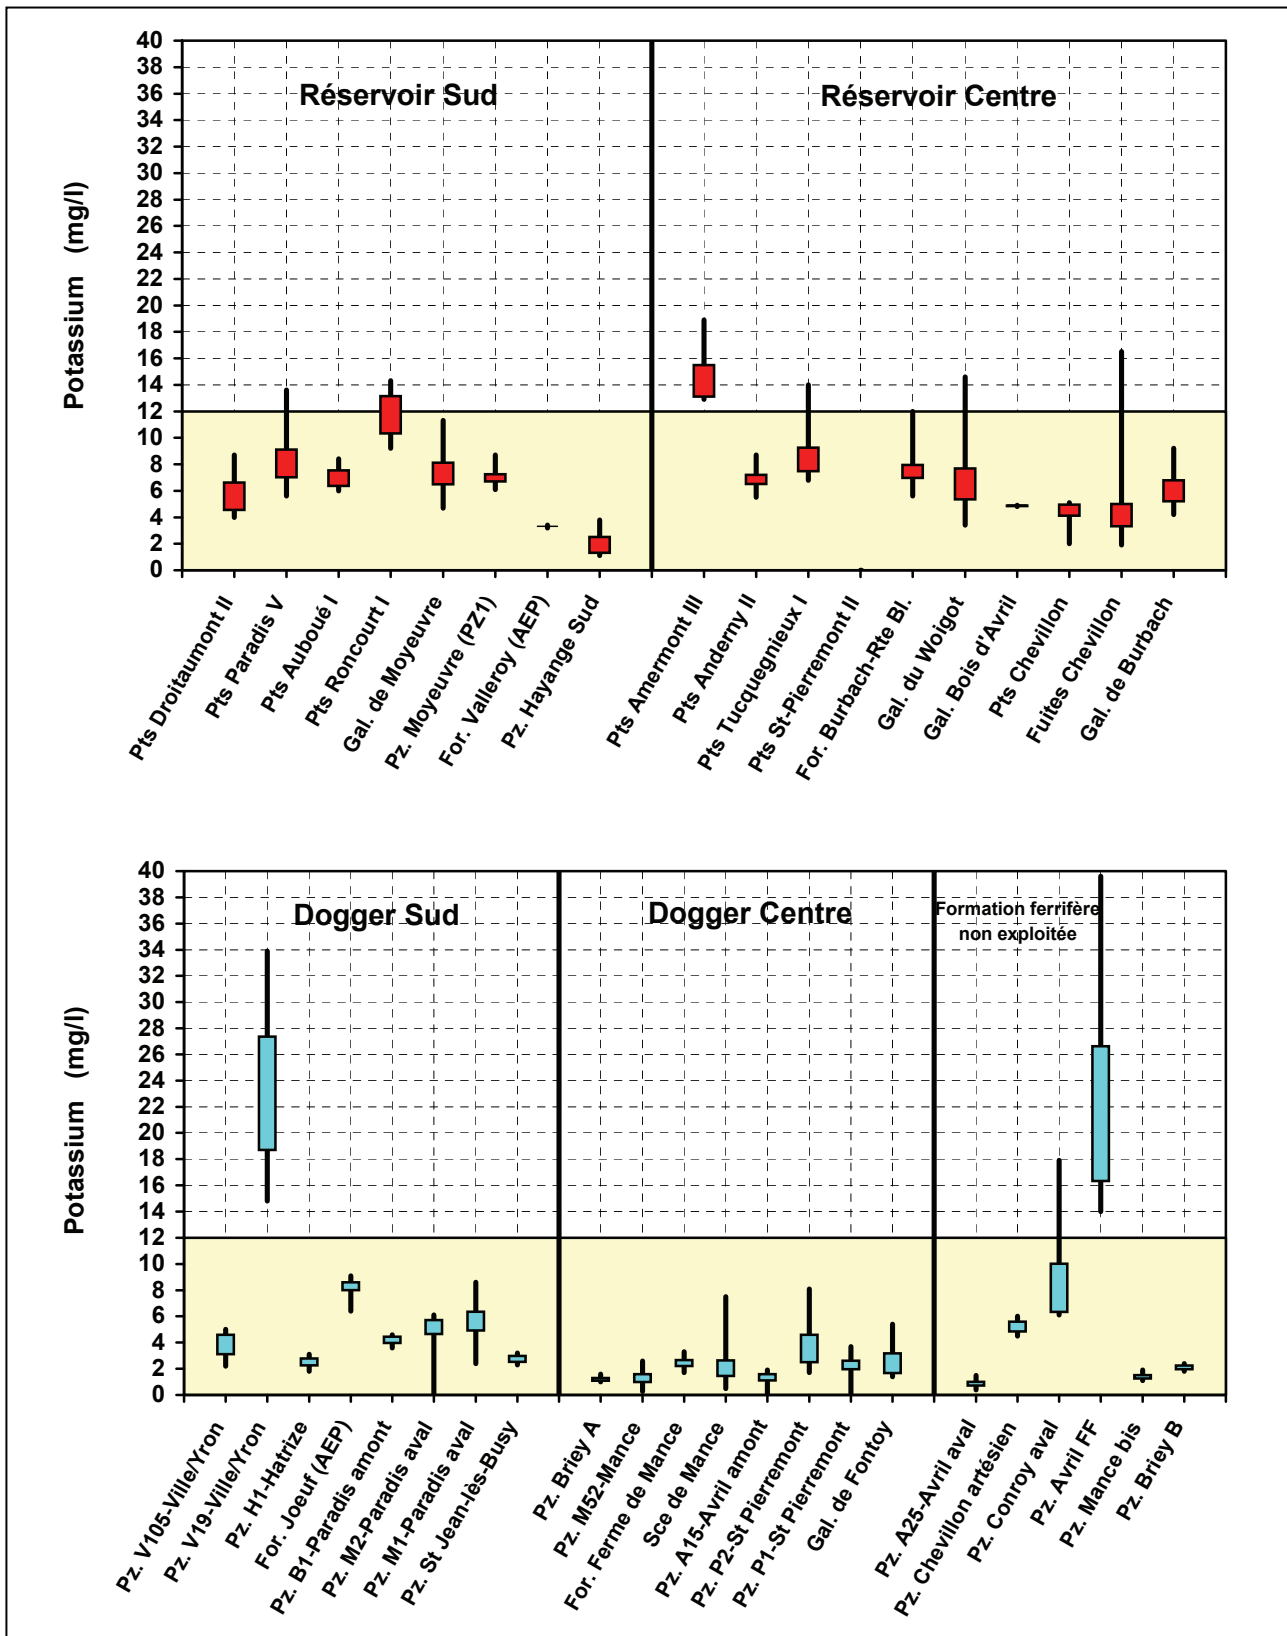 Potassium (mg/l)
40
38
36
34
32
30
28
26
24
22
20
18
16
14
12
10
8
6
4
2
0
Réservoir Sud
Réservoir Centre
Pts Droitaumont II
Pts Paradis V
Pts Auboué I
Pts Roncourt I
Gal. de Moyeuvre
Pz. Moyeuvre (PZ1)
For. Valleroy (AEP)
Pz. Hayange Sud
Pts Amermont III
Pts Anderny II
Pts Tucquegnieux I
Pts St-Pierremont II
For. Burbach-Rte Bl.
Gal. du Woigot
Gal. Bois d'Avril
Pts Chevillon
Fuites Chevillon
Gal. de Burbach
Potassium (mg/l)
40
38
36
34
32
30
28
26
24
22
20
18
16
14
12
10
8
6
4
2
0
Dogger Sud
Dogger Centre
Formation ferrifère
non exploitée
Pz. V105-Ville/Yron
Pz. V19-Ville/Yron
Pz. H1-Hatrize
For. Joeuf (AEP)
Pz. B1-Paradis amont
Pz. M2-Paradis aval
Pz. M1-Paradis aval
Pz. St Jean-lès-Busy
Pz. Briey A
Pz. M52-Mance
For. Ferme de Mance
Sce de Mance
Pz. A15-Avril amont
Pz. P2-St Pierremont
Pz. P1-St Pierremont
Gal. de Fontoy
Pz. A25-Avril aval
Pz. Chevillon artésien
Pz. Conroy aval
Pz. Avril FF
Pz. Mance bis
Pz. Briey B